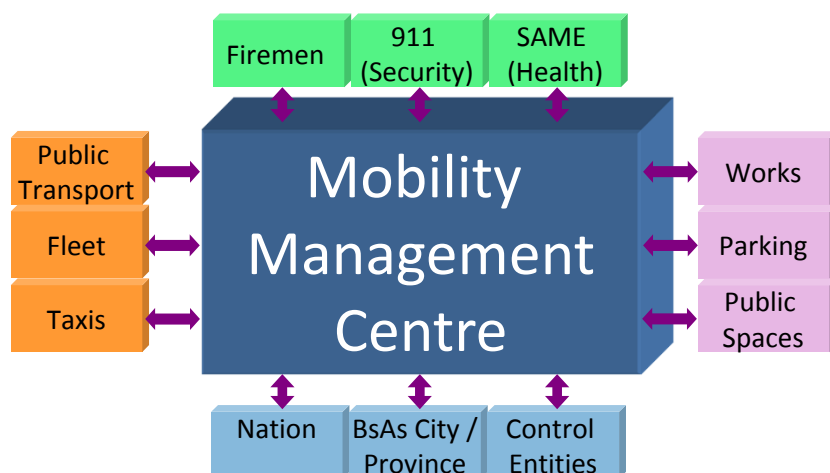 Firemen
911
(Security)
SAME
(Health)
Public
Transport
Fleet
Taxis
Mobility
Management
Centre
Works
Parking
Public
Spaces
Nation
BsAs City /
Province
Control
Entities